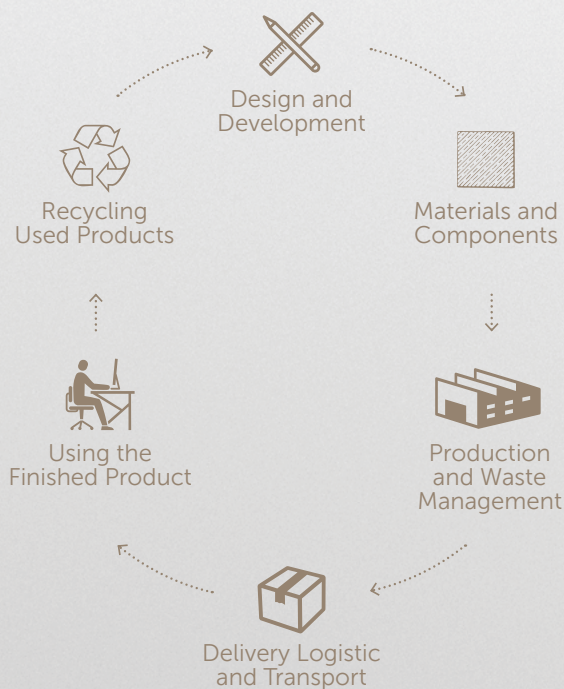 Design and
Development
Materials and
Components
Production
and Waste
Management
Delivery Logistic
and Transport
Using the
Finished Product
Recycling
Used Products